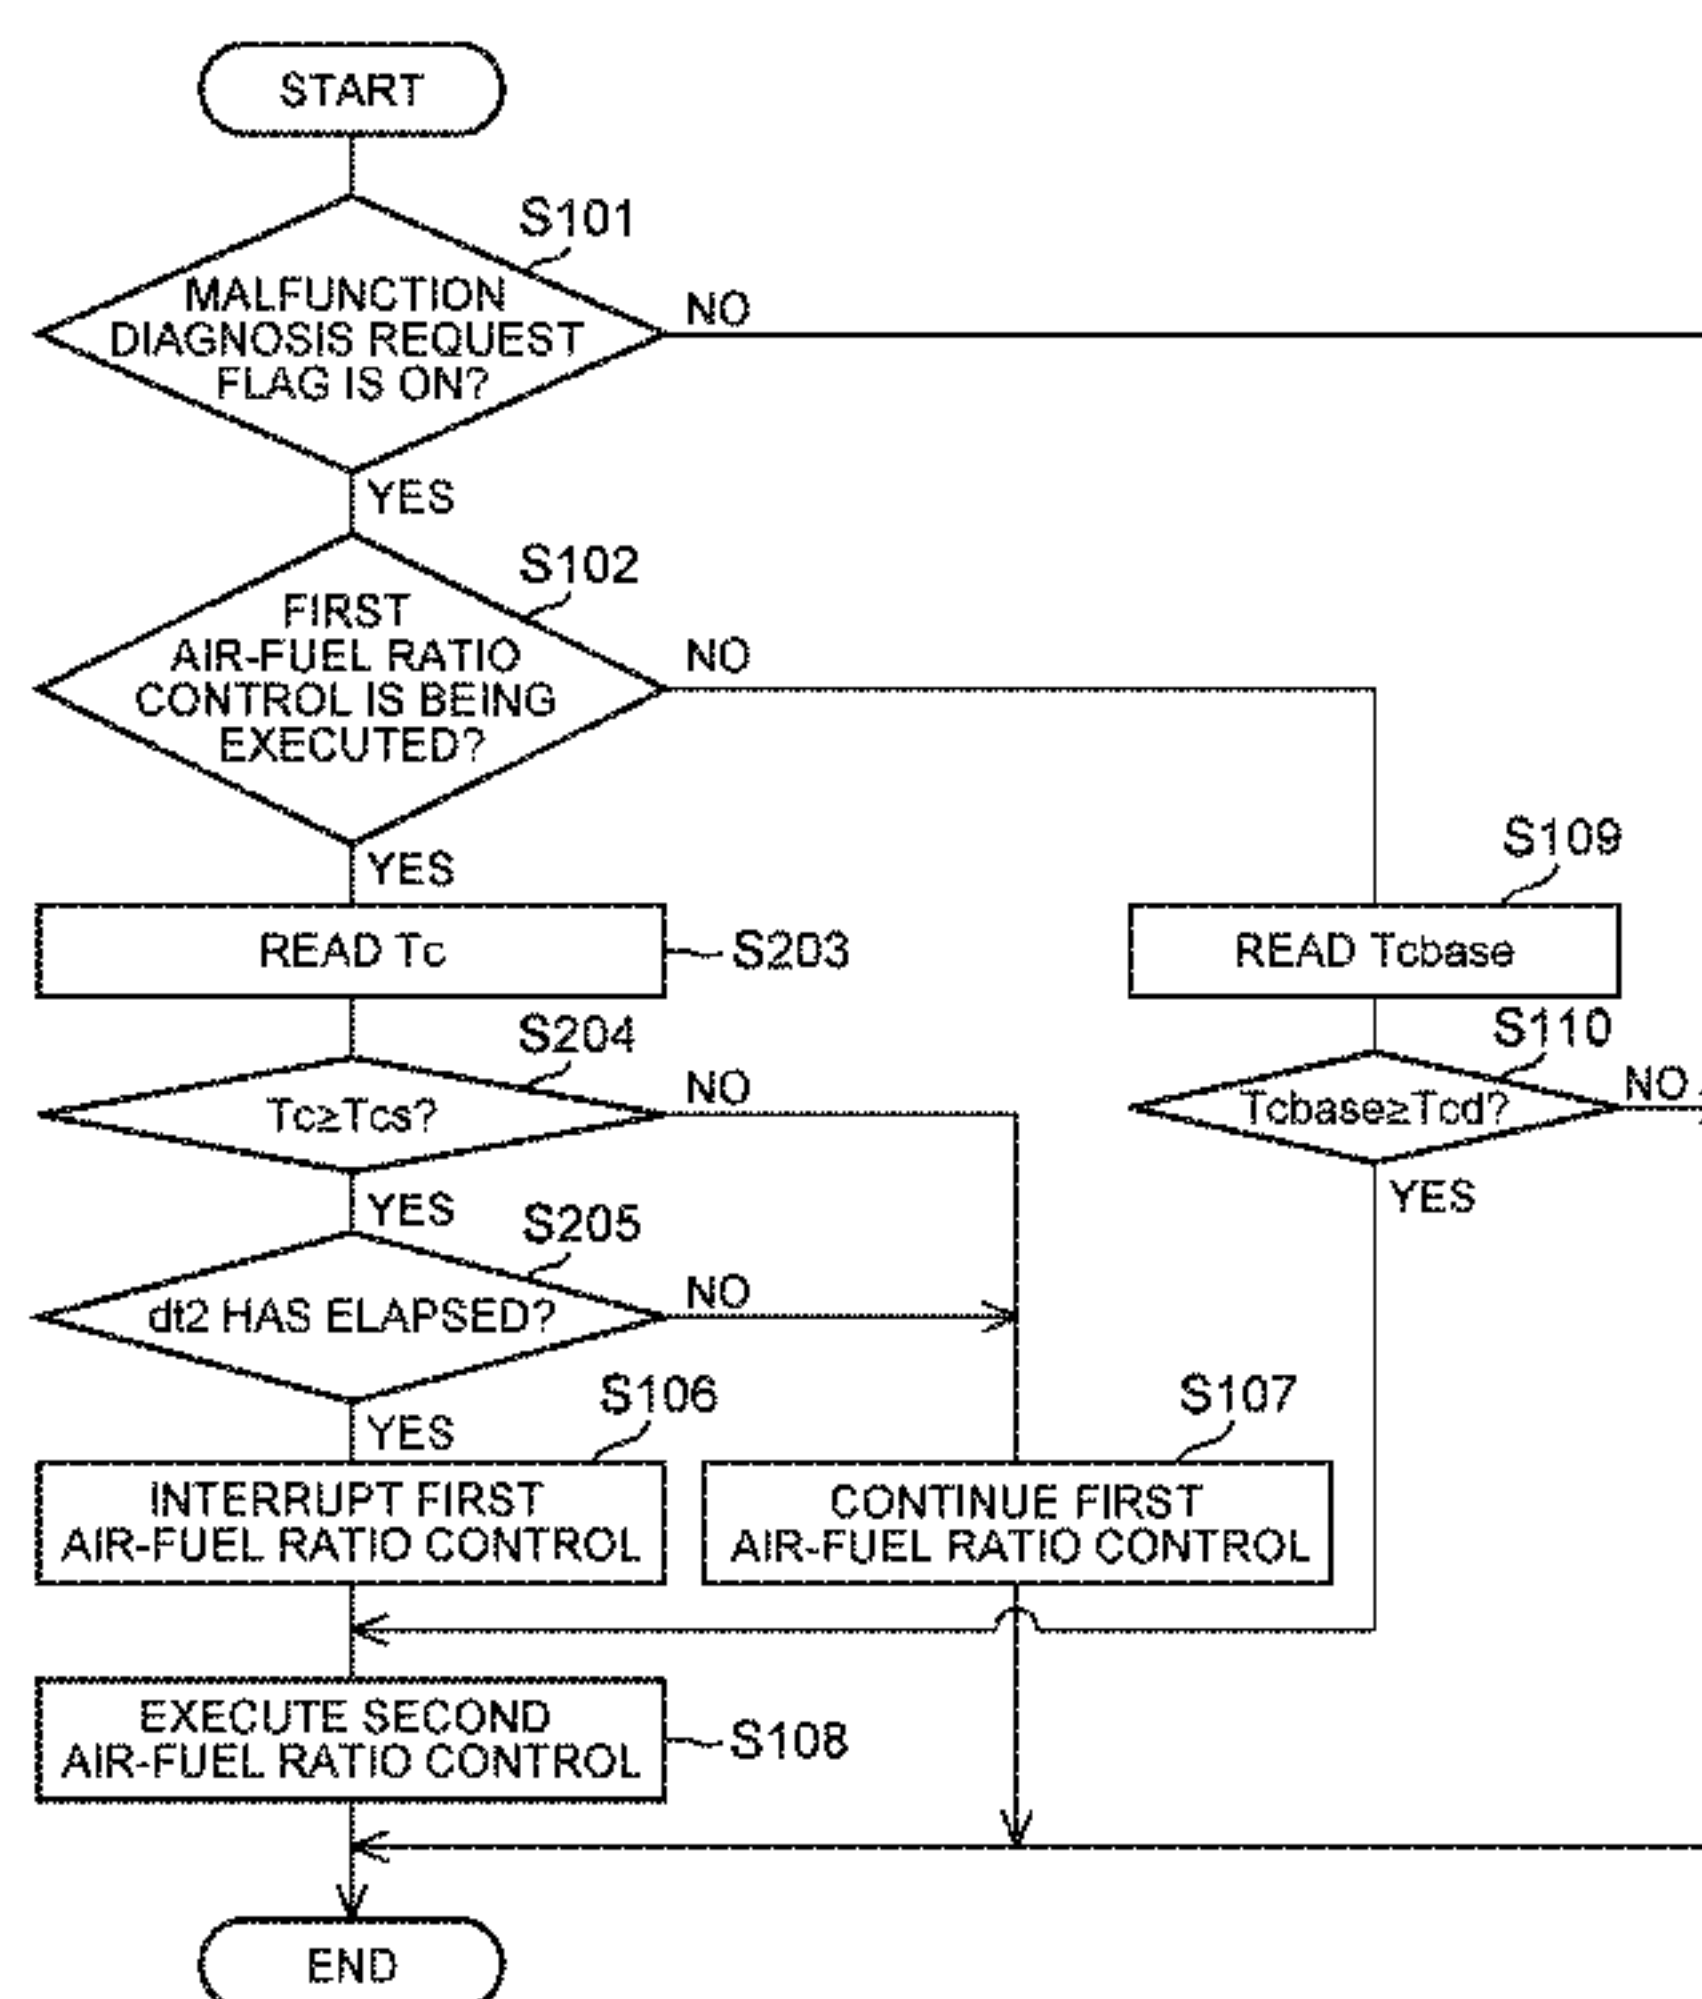 START
S101
MALFUNCTION
DIAGNOSIS REQUEST
FLAG IS ON?
NO
YES
S102
FIRST
AIR-FUEL RATIO
CONTROL IS BEING
EXECUTED?
NO
YES
S109
READ Tc
S203
READ Tcbase
S204
S110
Tc≥Tcs?
NO
Tcbase≥Tcd?
NO
YES
YES
S205
dt2 HAS ELAPSED?
NO
YES
S106
S107
INTERRUPT FIRST
AIR-FUEL RATIO CONTROL
CONTINUE FIRST
AIR-FUEL RATIO CONTROL
EXECUTE SECOND
AIR-FUEL RATIO CONTROL
S108
END